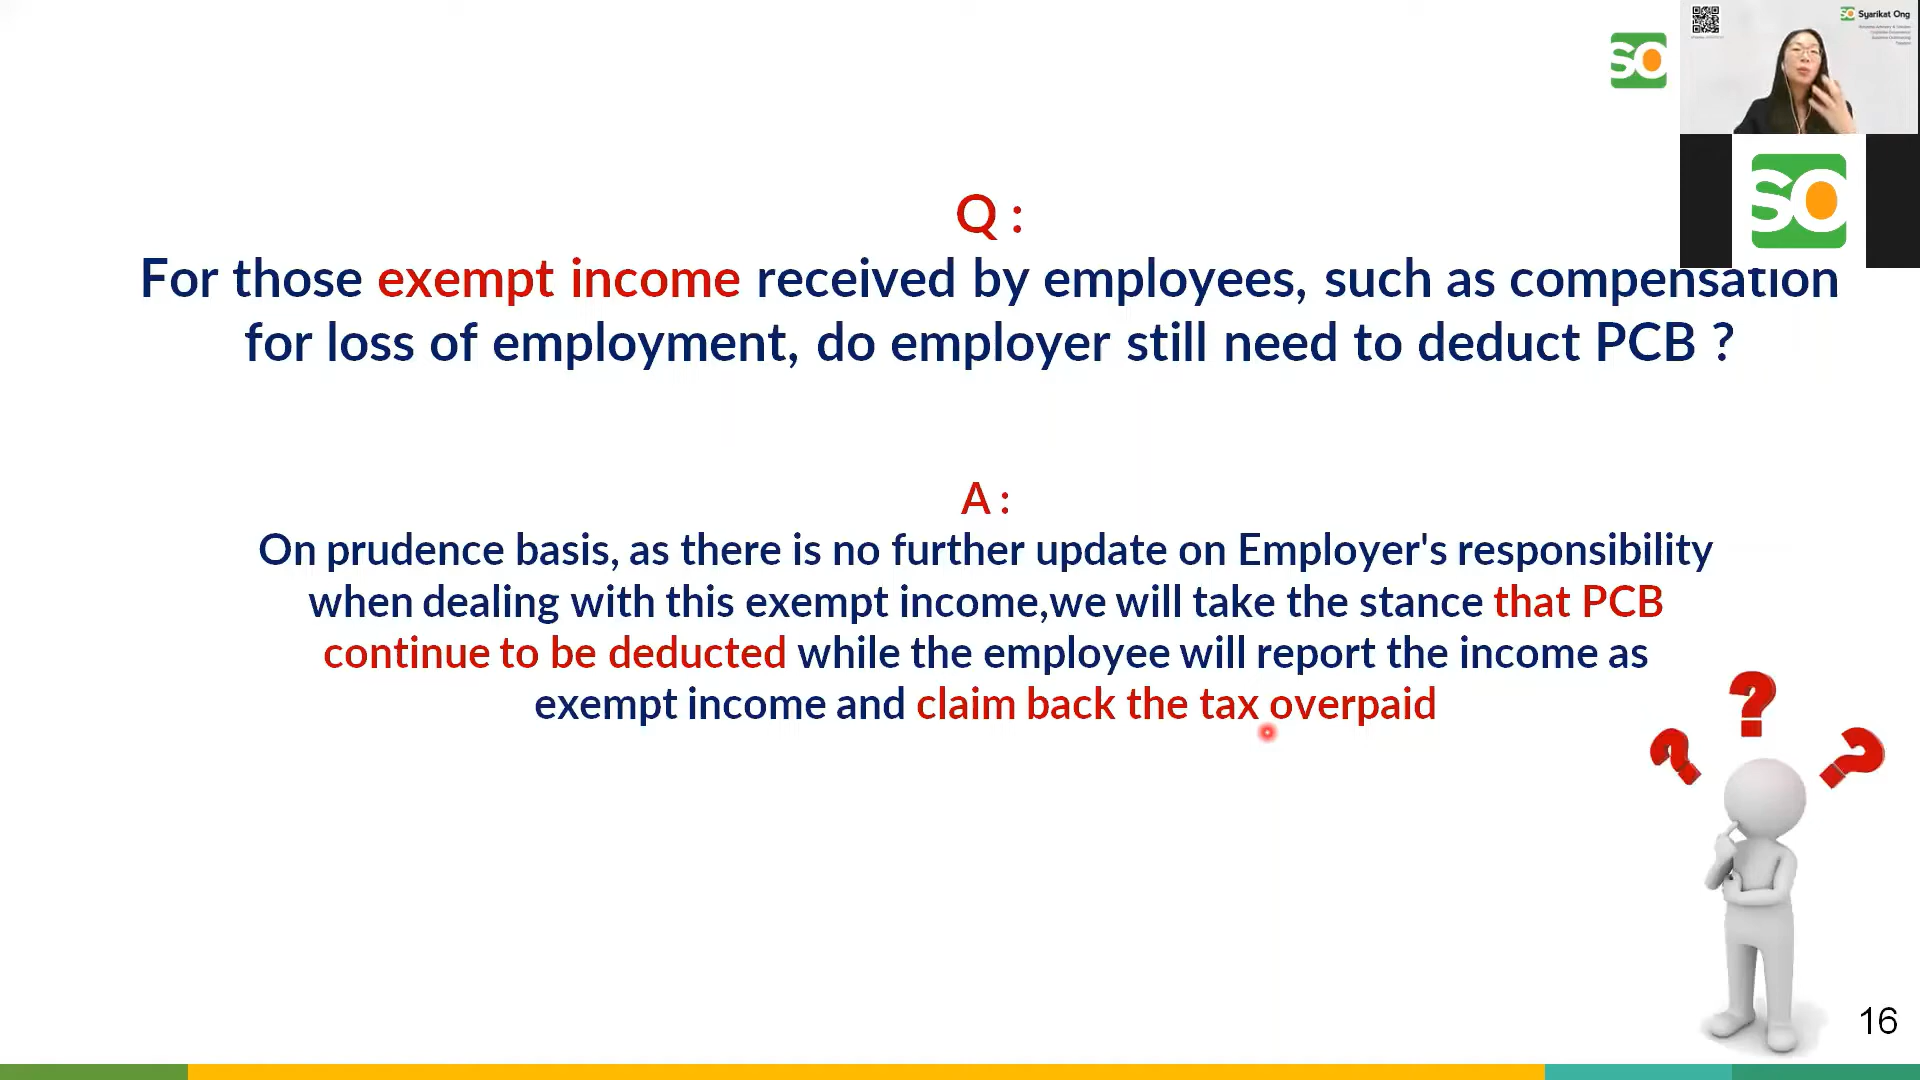 SO
Syarikat Ong
SO
Q :
For those exempt income received by employees, such as compensation
for loss of employment, do employer still need to deduct PCB ?
A :
On prudence basis, as there is no further update on Employer's responsibility
when dealing with this exempt income,we will take the stance that PCB
continue to be deducted while the employee will report the income as
exempt income and claim back the tax overpaid
? ? ?
16